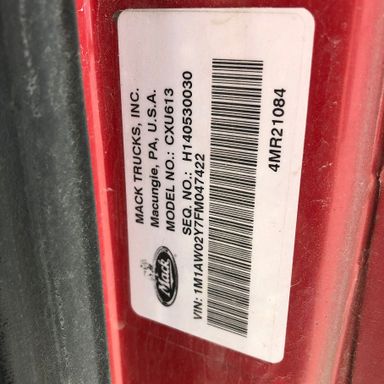 MACK TRUCKS, INC.
Macungie, PA, U.S.A.
MODEL NO.: CXU613
SEQ. NO.: H140530030
Mack
VIN: 1M1AW02Y7FM047422
4MR21084